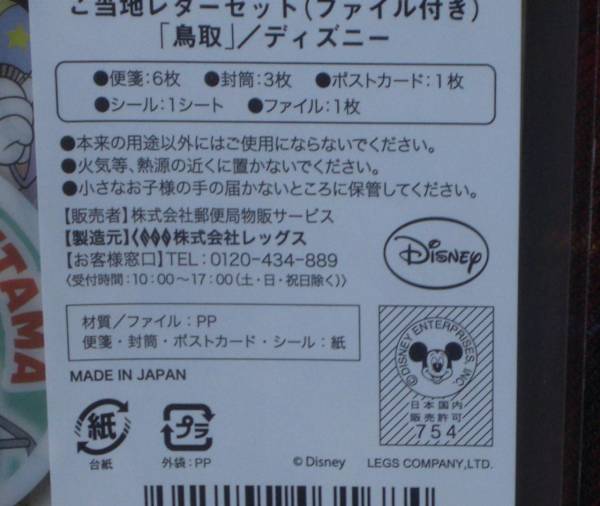 ご当地レターセット(ファイル付き)
「鳥取」/ディズニー
●便箋:6枚 ●封筒:3枚 ●ポストカード:1枚
●シール:1シート ●ファイル:1枚
●本来の用途以外にはご使用にならないでください。
●火気等、熱源の近くに置かないでください。
●小さなお子様の手の届かないところに保管してください。
【販売者】株式会社郵便局物販サービス
【製造元】株式会社レッグス
【お客様窓口】TEL:0120-434-889
〈受付時間:10:00~17:00(土・日・祝日除く)〉
Disney
材質/ファイル:PP
便箋・封筒・ポストカード・シール:紙
MADE IN JAPAN
©DISNEY ENTERPRISES, INC.
日本国内
販売許可
754
紙
台紙
プラ
外袋:PP
©Disney LEGS COMPANY,LTD.
TAMA